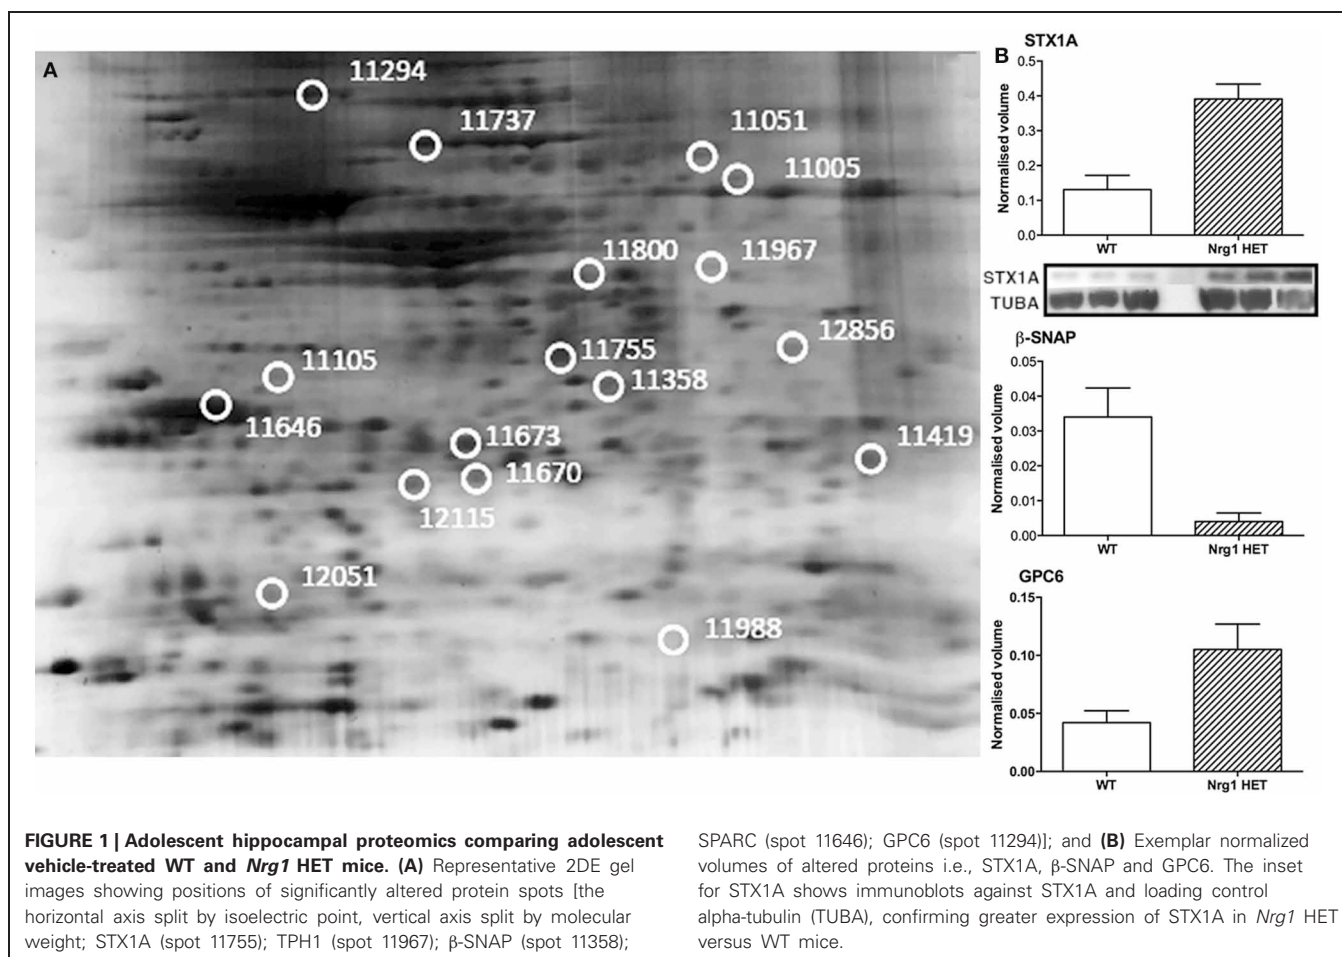 A
11294
11737
11051
11005
11800
11967
12856
11755
11105
11358
11646
11673
11419
11670
12115
12051
11988
B
STX1A
Normalised volume
0.5
0.4
0.3
0.2
0.1
0.0
WT
Nrg1 HET
STX1A
TUBA
β-SNAP
Normalised volume
0.05
0.04
0.03
0.02
0.01
0.00
WT
Nrg1 HET
GPC6
Normalised volume
0.15
0.10
0.05
0.00
WT
Nrg1 HET
FIGURE 1 | Adolescent hippocampal proteomics comparing adolescent
vehicle-treated WT and Nrg1 HET mice. (A) Representative 2DE gel
images showing positions of significantly altered protein spots [the
horizontal axis split by isoelectric point, vertical axis split by molecular
weight; STX1A (spot 11755); TPH1 (spot 11967); β-SNAP (spot 11358);
SPARC (spot 11646); GPC6 (spot 11294)]; and (B) Exemplar normalized
volumes of altered proteins i.e., STX1A, β-SNAP and GPC6. The inset
for STX1A shows immunoblots against STX1A and loading control
alpha-tubulin (TUBA), confirming greater expression of STX1A in Nrg1 HET
versus WT mice.